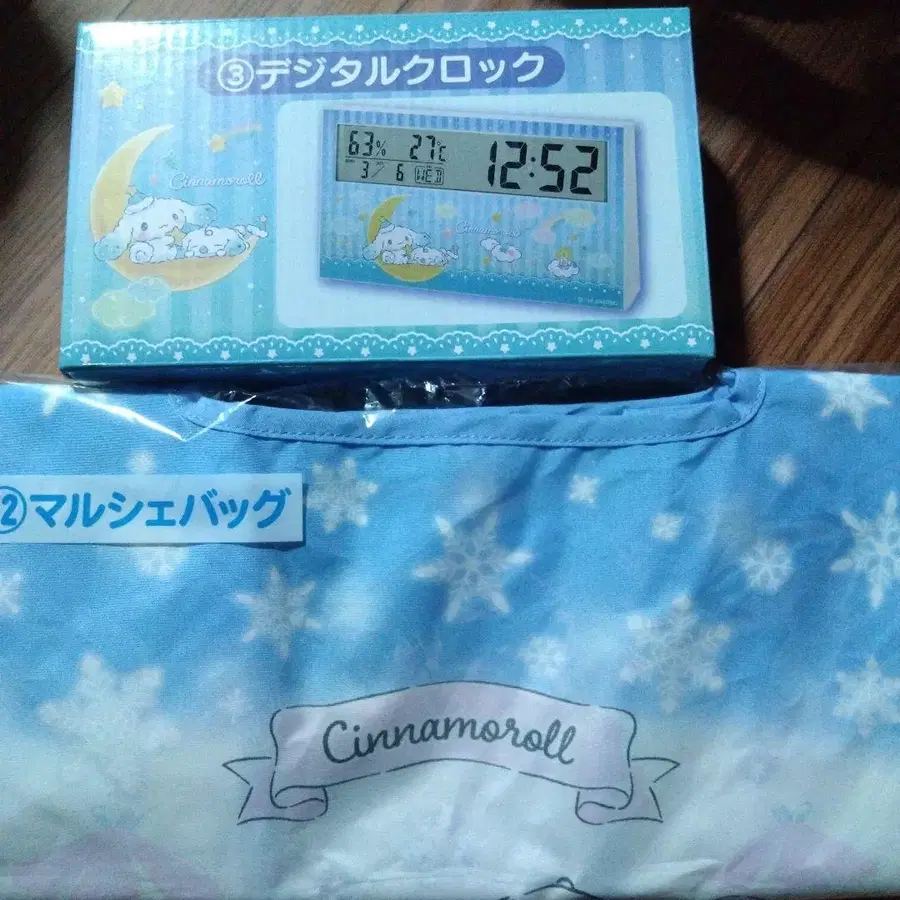 ③デジタルクロック
Cinnamoroll
63% 27℃
3/6 WED
12:52
Cinnamoroll
②マルシェバッグ
Cinnamoroll